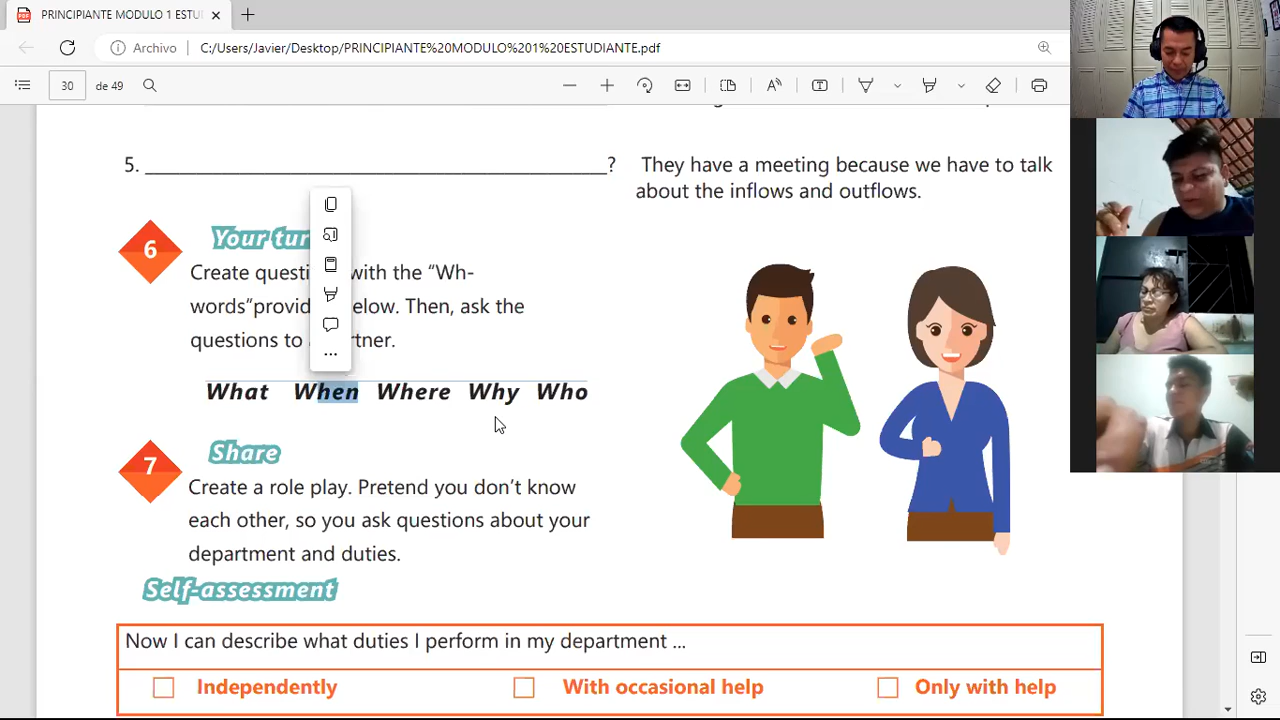 PRINCIPIANTE MODULO 1 ESTU
Archivo C:/Users/Javier/Desktop/PRINCIPIANTE%20MODULO%201%20ESTUDIANTE.pdf
30 de 49
5. ?
They have a meeting because we have to talk
about the inflows and outflows.
6 Your tur
Create questi with the “Wh-
words“provid elow. Then, ask the
questions to rtner.
What When Where Why Who
7 Share
Create a role play. Pretend you don’t know
each other, so you ask questions about your
department and duties.
Self-assessment
Now I can describe what duties I perform in my department ...
Independently With occasional help Only with help